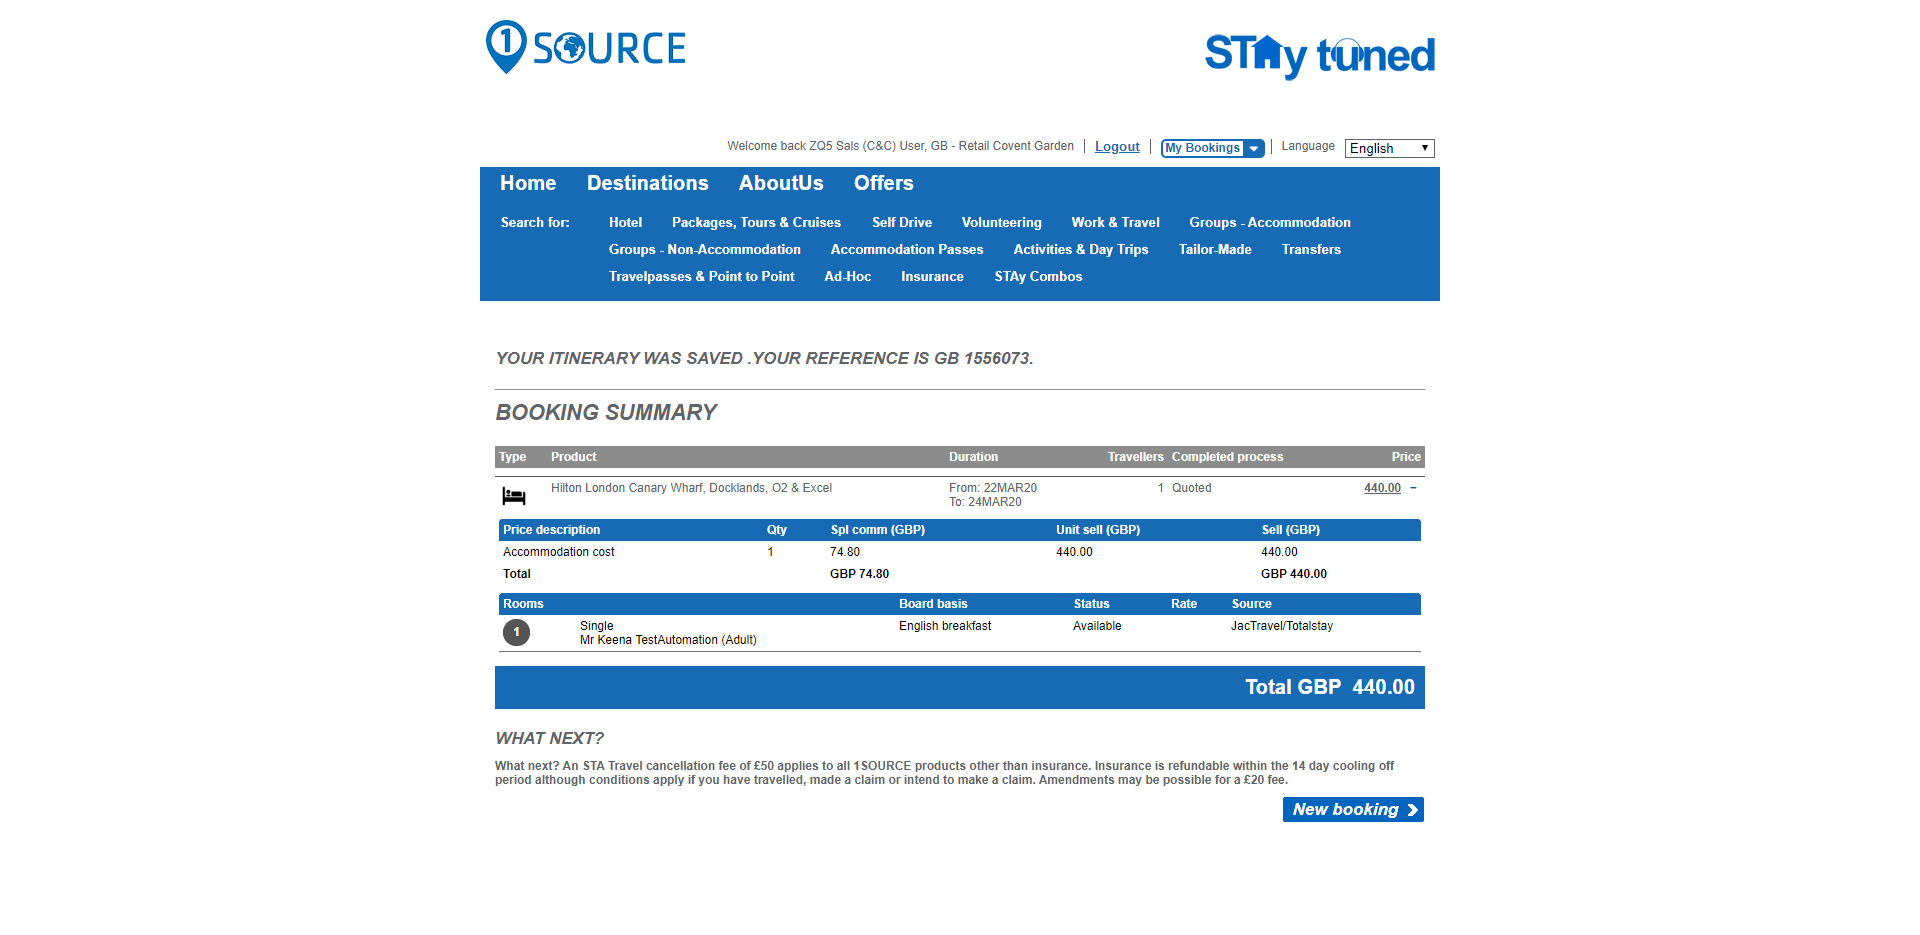 1 SOURCE
STAy tuned
Welcome back ZQ5 Sals (C&C) User, GB - Retail Covent Garden Logout My Bookings Language English
Home Destinations AboutUs Offers
Search for: Hotel Packages, Tours & Cruises Self Drive Volunteering Work & Travel Groups - Accommodation
Groups - Non-Accommodation Accommodation Passes Activities & Day Trips Tailor-Made Transfers
Travelpasses & Point to Point Ad-Hoc Insurance STAy Combos
YOUR ITINERARY WAS SAVED .YOUR REFERENCE IS GB 1556073.
BOOKING SUMMARY
Type Product Duration Travellers Completed process Price
Hilton London Canary Wharf, Docklands, O2 & Excel From: 22MAR20 1 Quoted 440.00 −
To: 24MAR20
Price description Qty Spl comm (GBP) Unit sell (GBP) Sell (GBP)
Accommodation cost 1 74.80 440.00 440.00
Total GBP 74.80 GBP 440.00
Rooms Board basis Status Rate Source
1 Single English breakfast Available JacTravel/Totalstay
Mr Keena TestAutomation (Adult)
Total GBP 440.00
WHAT NEXT?
What next? An STA Travel cancellation fee of £50 applies to all 1SOURCE products other than insurance. Insurance is refundable within the 14 day cooling off
period although conditions apply if you have travelled, made a claim or intend to make a claim. Amendments may be possible for a £20 fee.
New booking